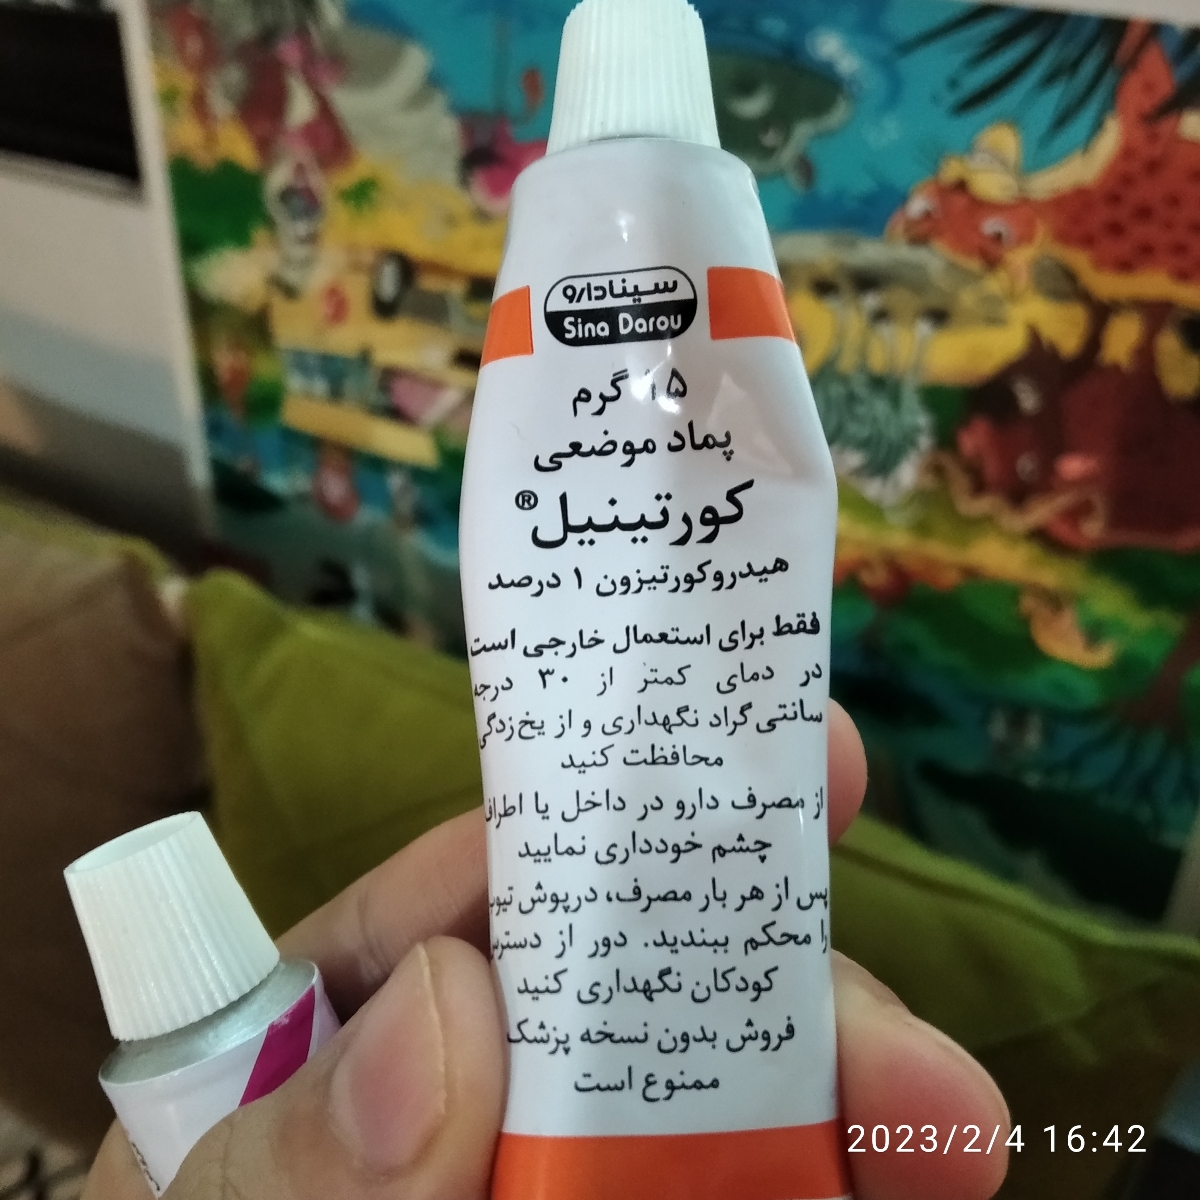 سینادارو
Sina Darou
۱۵ گرم
پماد موضعی
کورتینیل®
هیدروکورتیزون ۱ درصد
فقط برای استعمال خارجی است
در دمای کمتر از ۳۰ درجه
سانتی‌گراد نگهداری و از یخ‌زدگی
محافظت کنید
از مصرف دارو در داخل یا اطراف
چشم خودداری نمایید
پس از هر بار مصرف، درپوش تیوب
را محکم ببندید. دور از دسترس
کودکان نگهداری کنید
فروش بدون نسخه پزشک
ممنوع است
2023/2/4 16:42